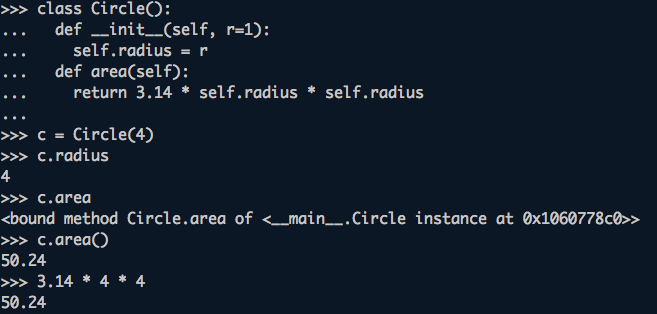 >>> class Circle():
...   def __init__(self, r=1):
...     self.radius = r
...   def area(self):
...     return 3.14 * self.radius * self.radius
...
>>> c = Circle(4)
>>> c.radius
4
>>> c.area
<bound method Circle.area of <__main__.Circle instance at 0x1060778c0>>
>>> c.area()
50.24
>>> 3.14 * 4 * 4
50.24